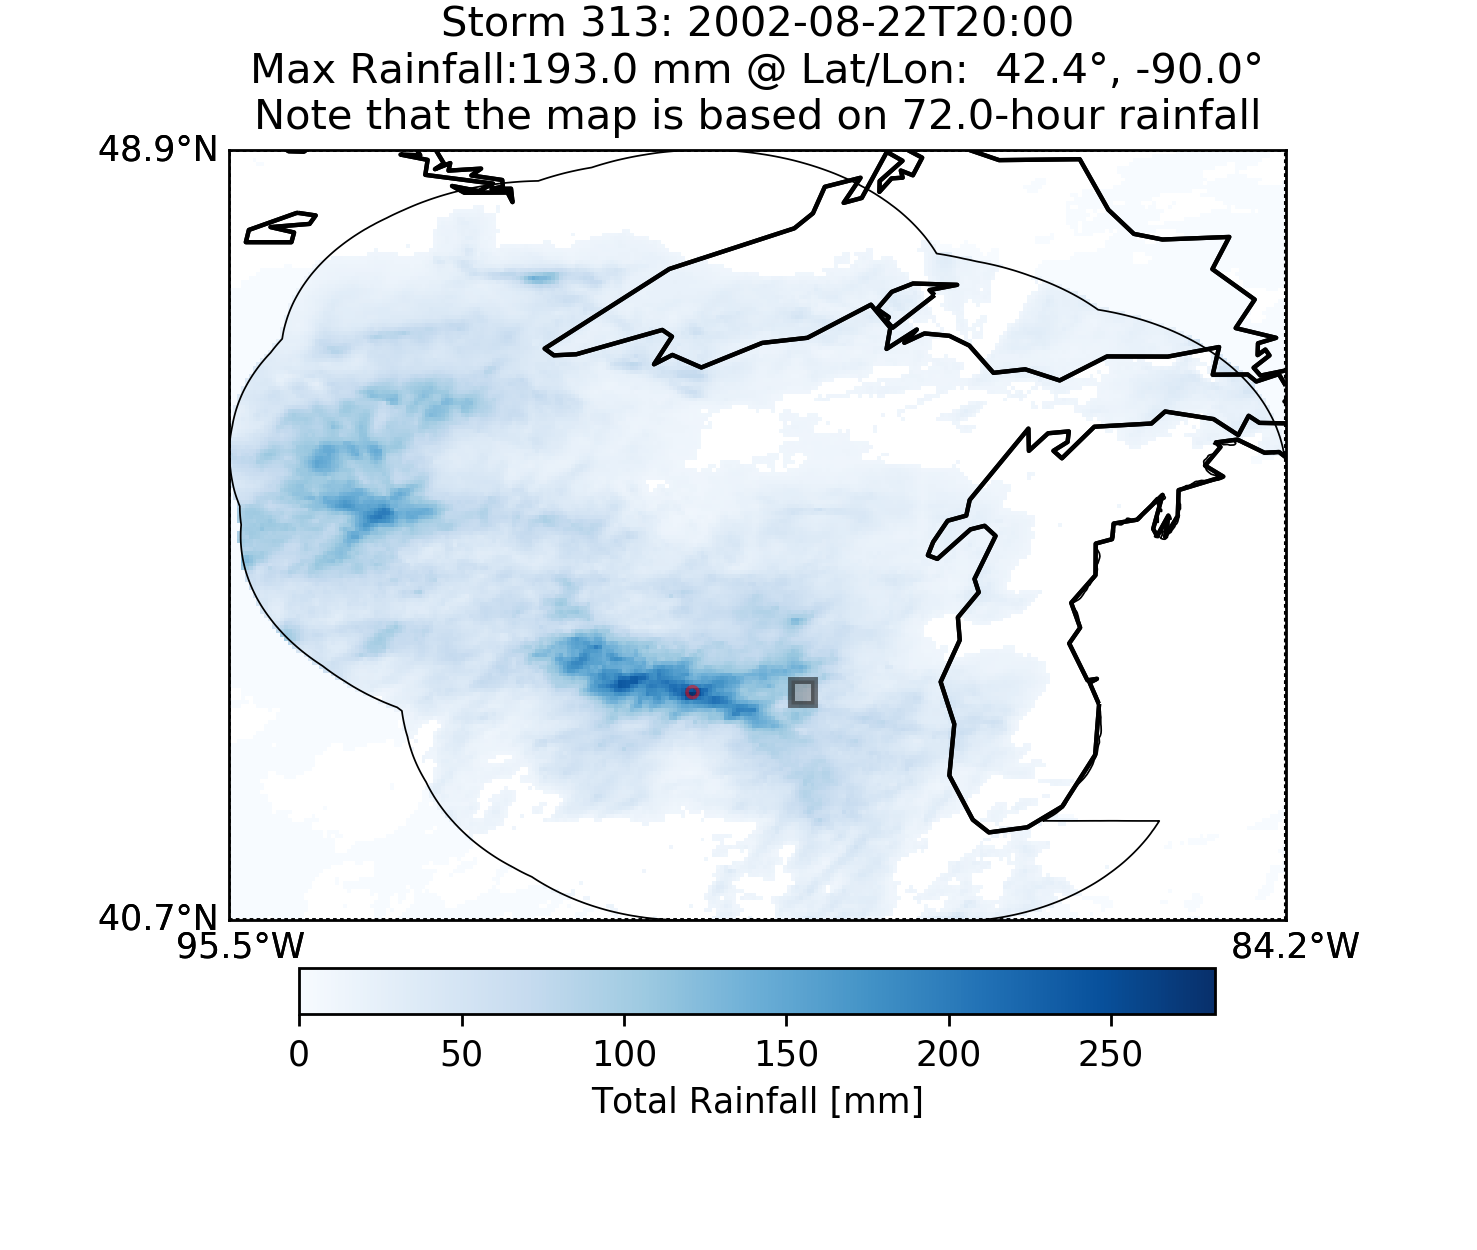 Storm 313: 2002-08-22T20:00
Max Rainfall:193.0 mm @ Lat/Lon:  42.4°, -90.0°
Note that the map is based on 72.0-hour rainfall
48.9°N
40.7°N
95.5°W 84.2°W
0 50 100 150 200 250
Total Rainfall [mm]